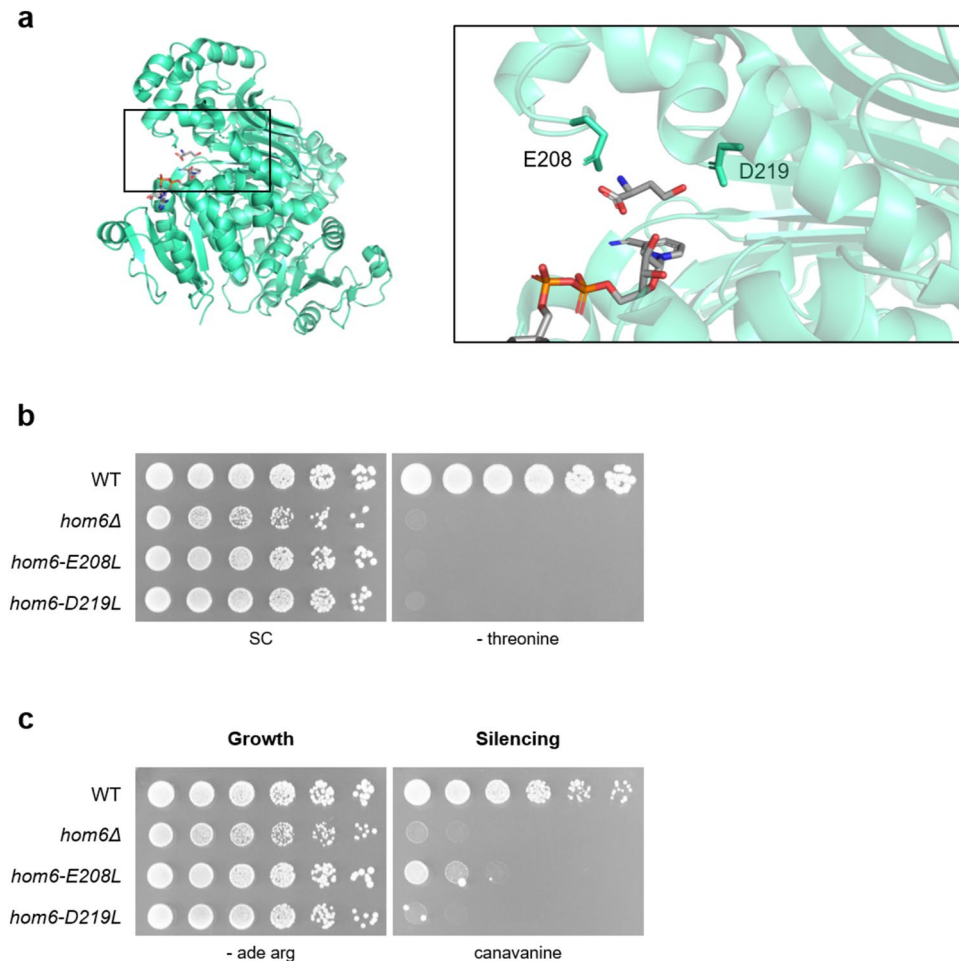 a
E208
D219
b
WT
hom6Δ
hom6-E208L
hom6-D219L
SC
- threonine
c
Growth
Silencing
WT
hom6Δ
hom6-E208L
hom6-D219L
- ade arg
canavanine